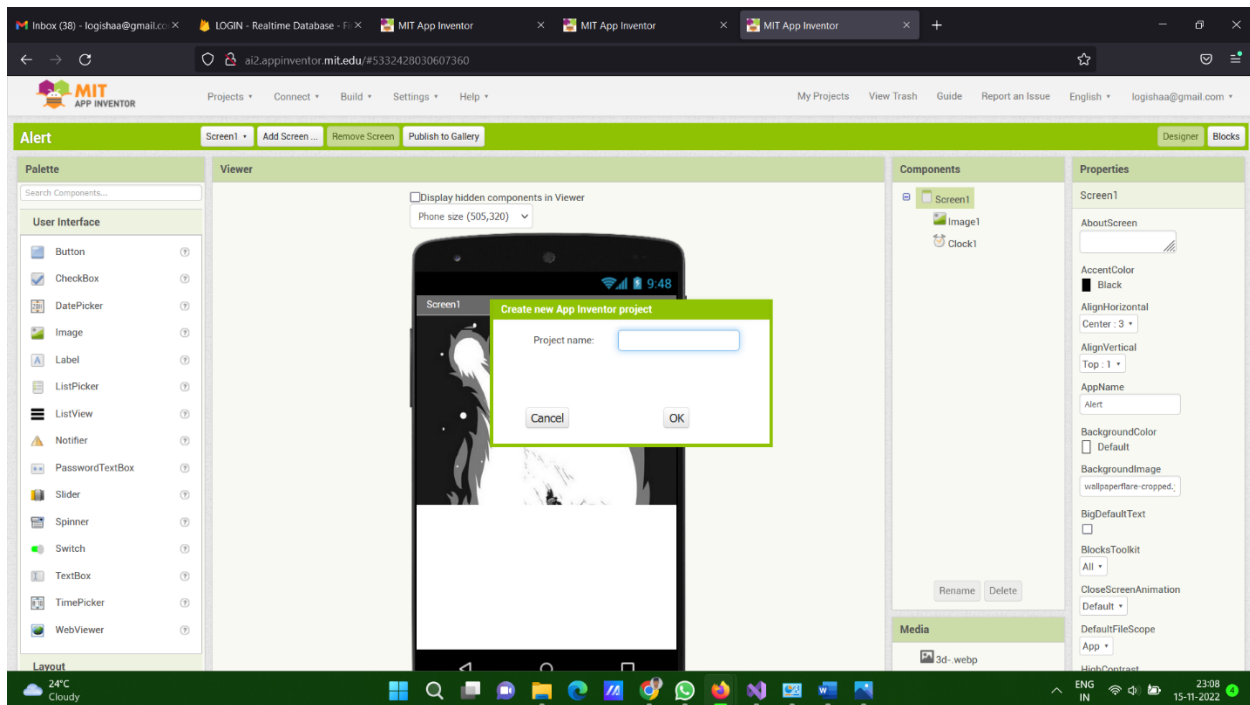 Inbox (38) - logishaa@gmail.co
LOGIN - Realtime Database - Fi
MIT App Inventor
MIT App Inventor
MIT App Inventor
ai2.appinventor.mit.edu/#5332428030607360
MIT
APP INVENTOR
Projects
Connect
Build
Settings
Help
My Projects
View Trash
Guide
Report an Issue
English
logishaa@gmail.com
Alert
Screen1
Add Screen ...
Remove Screen
Publish to Gallery
Designer
Blocks
Palette
Search Components...
User Interface
Button
CheckBox
DatePicker
Image
Label
ListPicker
ListView
Notifier
PasswordTextBox
Slider
Spinner
Switch
TextBox
TimePicker
WebViewer
Layout
Viewer
Display hidden components in Viewer
Phone size (505,320)
9:48
Screen1
Create new App Inventor project
Project name:
Cancel
OK
Components
Screen1
Image1
Clock1
Rename
Delete
Media
3d-.webp
Properties
Screen1
AboutScreen
AccentColor
Black
AlignHorizontal
Center : 3
AlignVertical
Top : 1
AppName
Alert
BackgroundColor
Default
BackgroundImage
wallpaperflare-cropped.
BigDefaultText
BlocksToolkit
All
CloseScreenAnimation
Default
DefaultFileScope
App
HighContrast
24°C
Cloudy
ENG
IN
23:08
15-11-2022
4